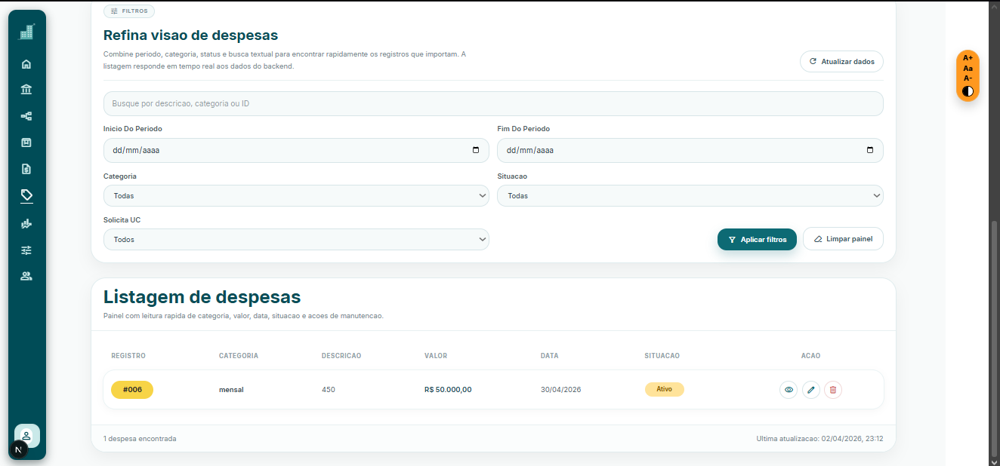 FILTROS
Refina visao de despesas
Combine periodo, categoria, status e busca textual para encontrar rapidamente os registros que importam. A
listagem responde em tempo real aos dados do backend.
Atualizar dados
A+
Aa
A-
Busque por descricao, categoria ou ID
Inicio Do Periodo
Fim Do Periodo
dd/mm/aaaa
dd/mm/aaaa
Categoria
Situacao
Todas
Todas
Solicita UC
Todos
Aplicar filtros
Limpar painel
Listagem de despesas
Painel com leitura rapida de categoria, valor, data, situacao e acoes de manutencao.
REGISTRO CATEGORIA DESCRICAO VALOR DATA SITUACAO ACAO
#006 mensal 450 R$ 50.000,00 30/04/2026 Ativo
1 despesa encontrada
Ultima atualizacao: 02/04/2026, 23:12
N